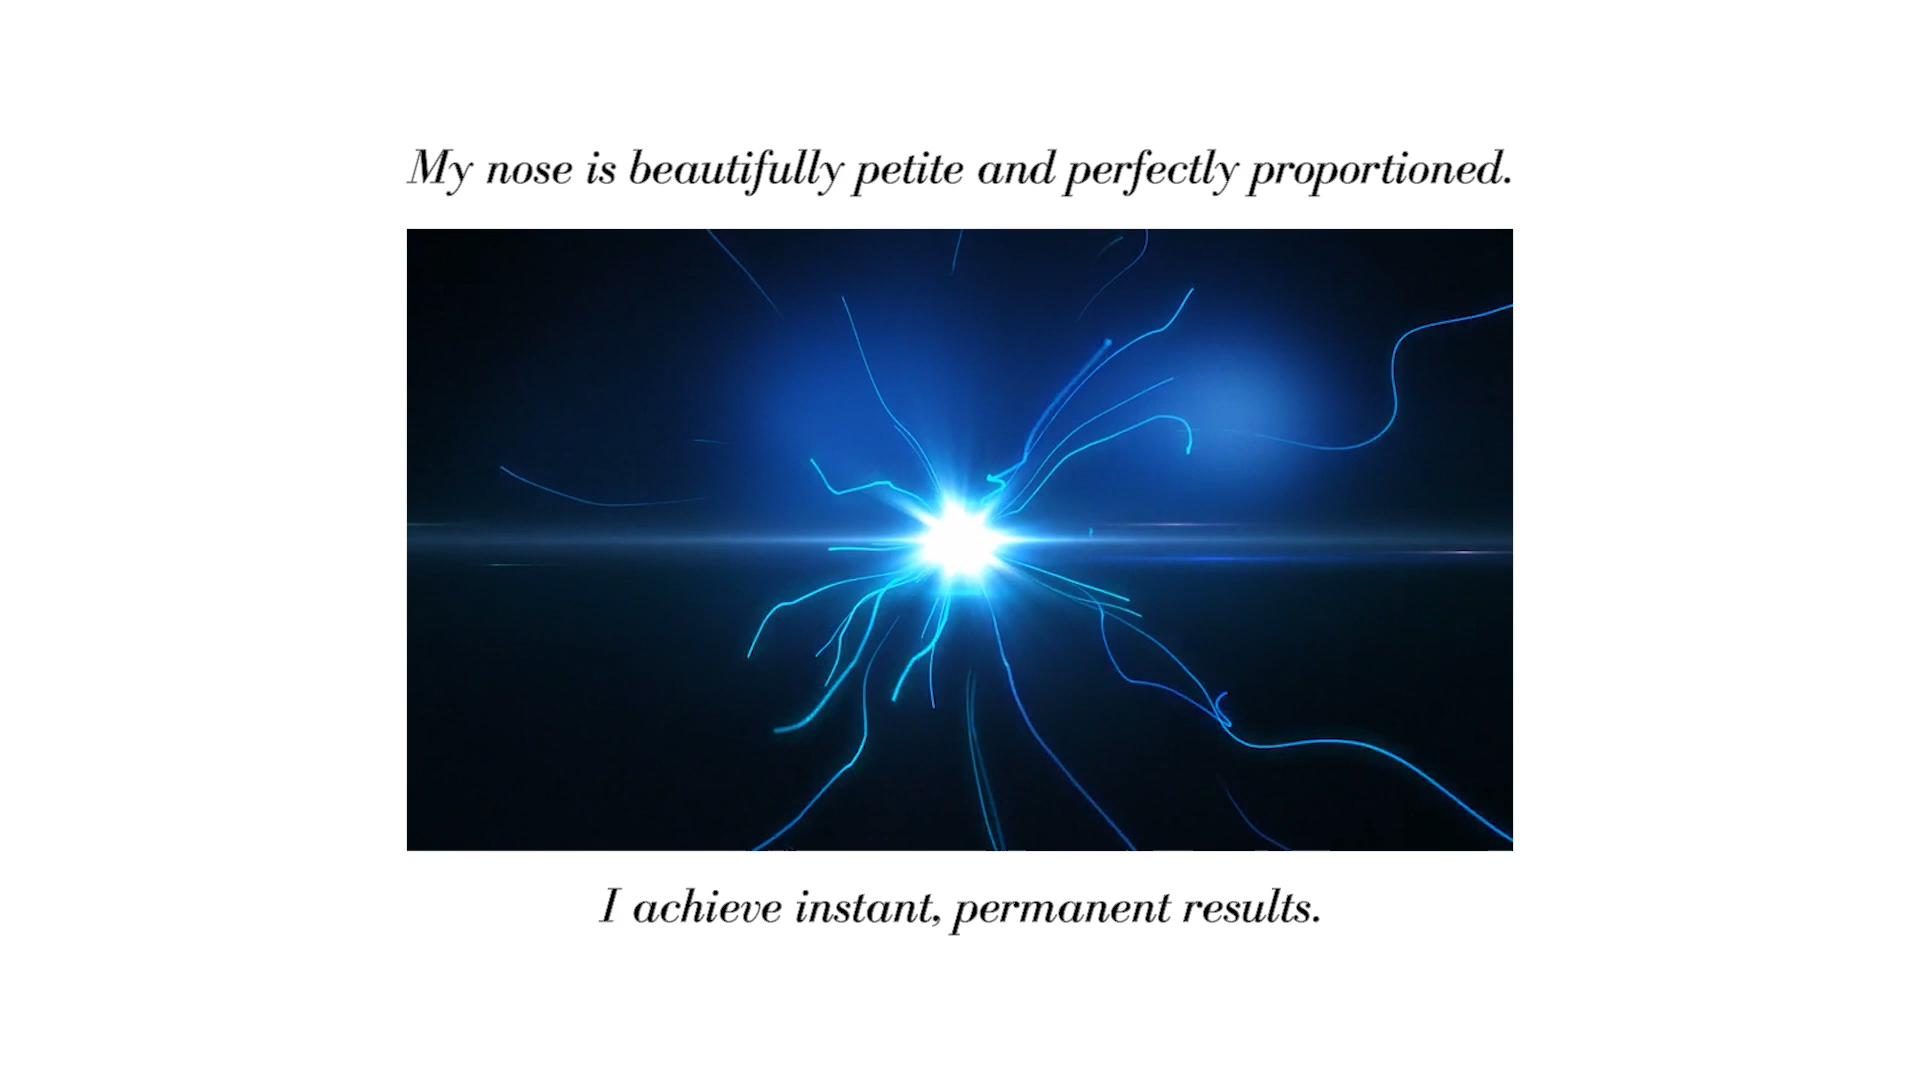 My nose is beautifully petite and perfectly proportioned.
I achieve instant, permanent results.